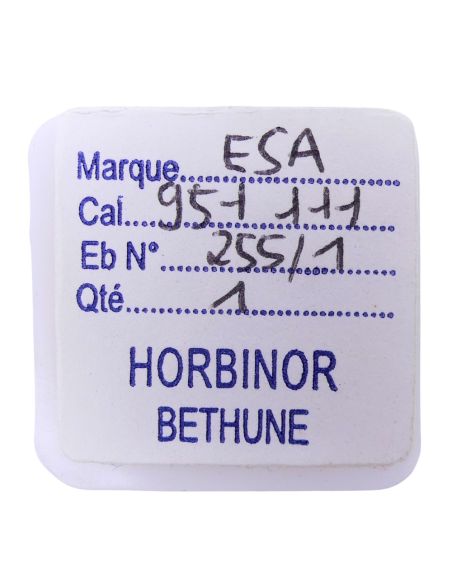 Marque ESA
Cal. 951 111
Eb N° 255/1
Qté 1
HORBINOR
BETHUNE